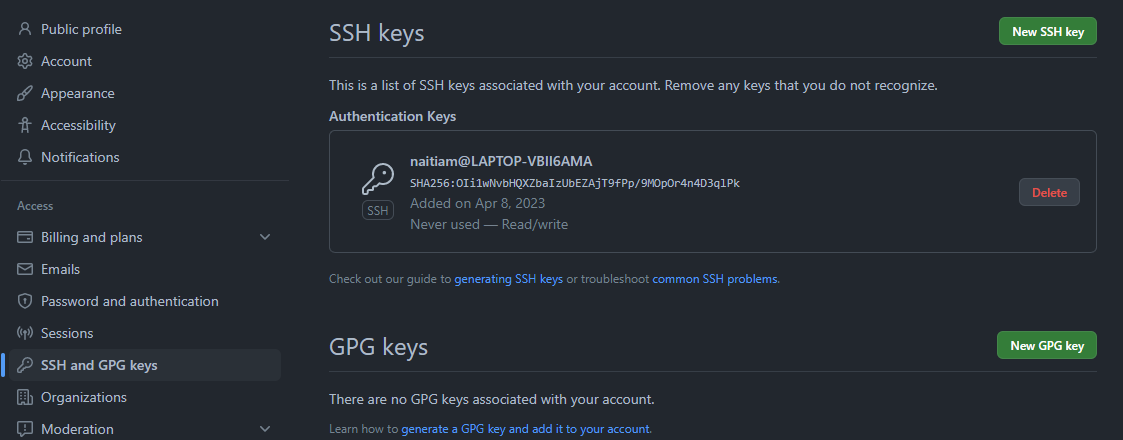 Public profile
Account
Appearance
Accessibility
Notifications
Access
Billing and plans
Emails
Password and authentication
Sessions
SSH and GPG keys
Organizations
Moderation
SSH keys
New SSH key
This is a list of SSH keys associated with your account. Remove any keys that you do not recognize.
Authentication Keys
naitiam@LAPTOP-VBII6AMA
SHA256:OIi1wNvbHQXZbaIzUbEZAjT9fPp/9MOpOr4n4D3qlPk
SSH
Added on Apr 8, 2023
Never used — Read/write
Delete
Check out our guide to generating SSH keys or troubleshoot common SSH problems.
GPG keys
New GPG key
There are no GPG keys associated with your account.
Learn how to generate a GPG key and add it to your account.